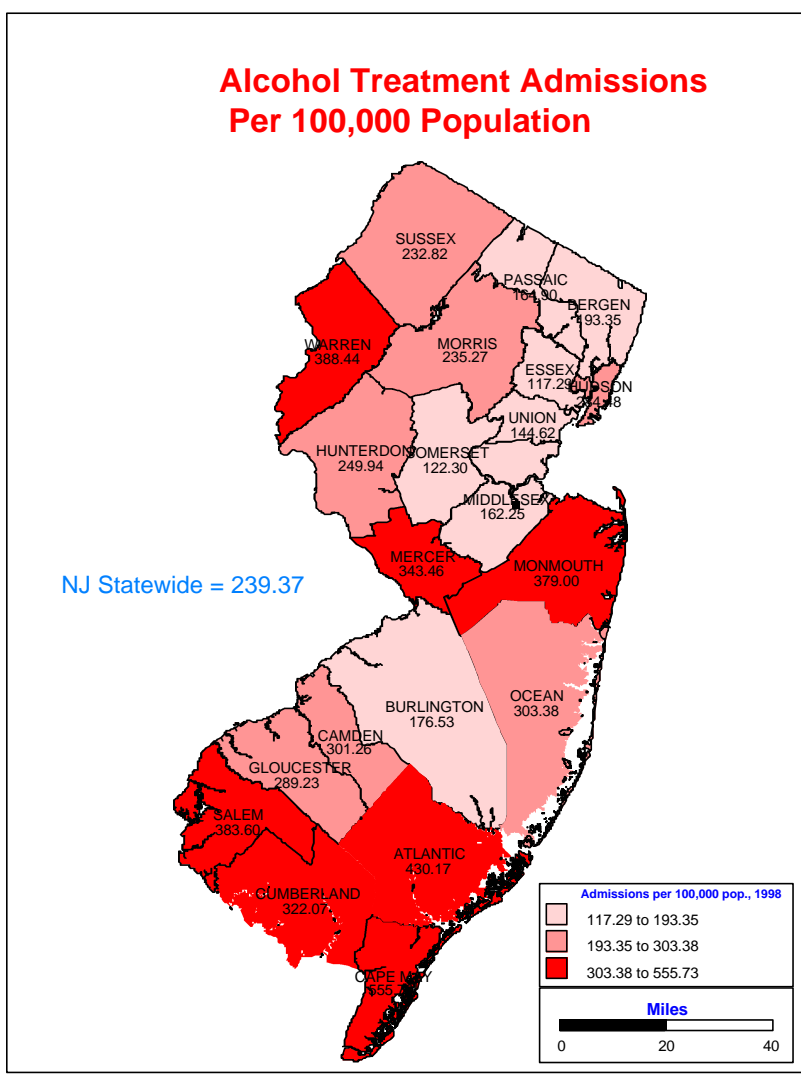 Alcohol Treatment Admissions
Per 100,000 Population
SUSSEX
232.82
PASSAIC
164.90
BERGEN
193.35
WARREN
388.44
MORRIS
235.27
ESSEX
117.29
HUDSON
UNION
144.62
HUNTERDON
249.94
SOMERSET
122.30
MIDDLESEX
162.25
MERCER
343.46
MONMOUTH
379.00
NJ Statewide = 239.37
OCEAN
303.38
BURLINGTON
176.53
CAMDEN
301.26
GLOUCESTER
289.23
SALEM
383.60
ATLANTIC
430.17
CUMBERLAND
322.07
CAPE MAY
555.73
Admissions per 100,000 pop., 1998
117.29 to 193.35
193.35 to 303.38
303.38 to 555.73
Miles
0 20 40